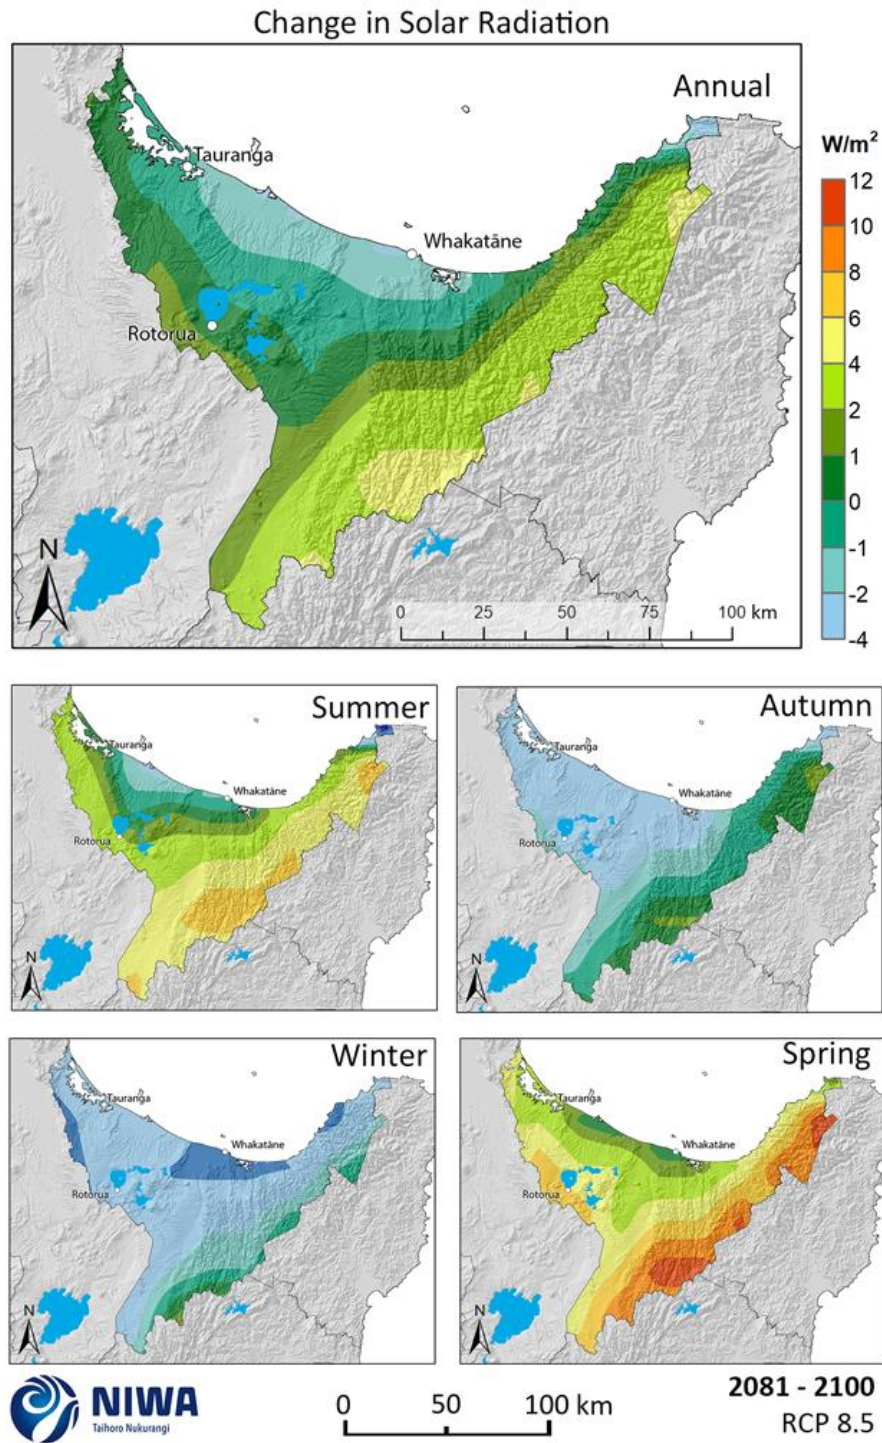 Change in Solar Radiation
Annual
W/m²
Tauranga
Whakatāne
Rotorua
12
10
8
6
4
2
1
0
-1
-2
-4
N
0 25 50 75 100 km
Summer
Tauranga
Whakatāne
Rotorua
N
Autumn
Tauranga
Whakatāne
Rotorua
N
Winter
Tauranga
Whakatāne
Rotorua
N
Spring
Tauranga
Whakatāne
Rotorua
N
NIWA
Taihoro Nukurangi
0 50 100 km
2081 - 2100
RCP 8.5